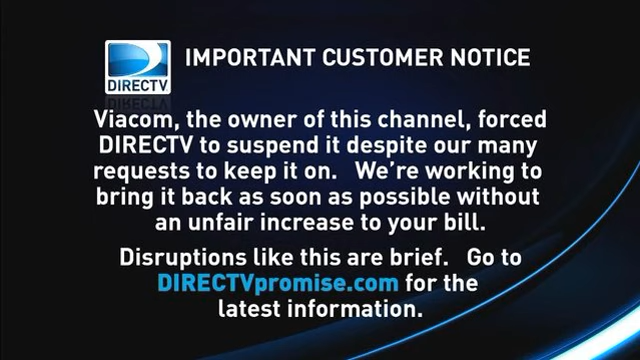 DIRECTV
IMPORTANT CUSTOMER NOTICE
Viacom, the owner of this channel, forced
DIRECTV to suspend it despite our many
requests to keep it on. We're working to
bring it back as soon as possible without
an unfair increase to your bill.
Disruptions like this are brief. Go to
DIRECTVpromise.com for the
latest information.